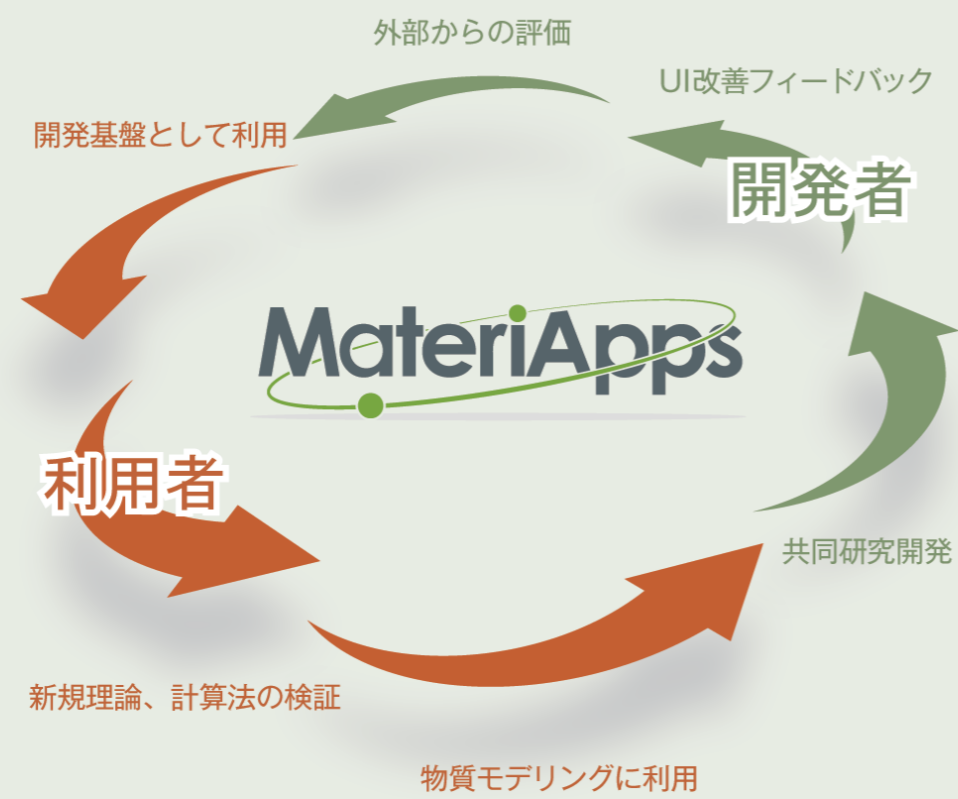 外部からの評価
UI改善フィードバック
開発基盤として利用
開発者
MateriApps
利用者
共同研究開発
新規理論、計算法の検証
物質モデリングに利用